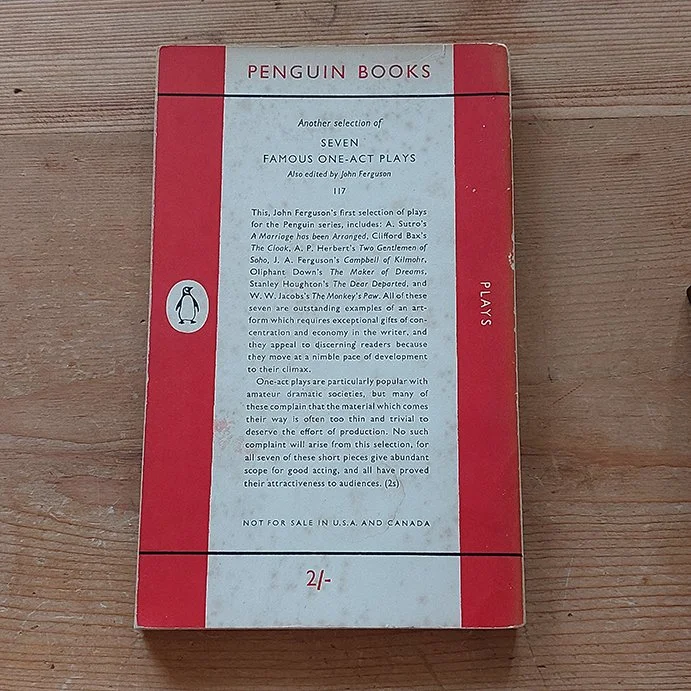 PENGUIN BOOKS
Another selection of
SEVEN
FAMOUS ONE-ACT PLAYS
Also edited by John Ferguson
117
This, John Ferguson's first selection of plays
for the Penguin series, includes: A. Sutro's
A Marriage has been Arranged, Clifford Bax's
The Cloak, A. P. Herbert's Two Gentlemen of
Soho, J. A. Ferguson's Campbell of Kilmohr,
Oliphant Down's The Maker of Dreams,
Stanley Houghton's The Dear Departed, and
W. W. Jacobs's The Monkey's Paw. All of these
seven are outstanding examples of an art-
form which requires exceptional gifts of con-
centration and economy in the writer, and
they appeal to discerning readers because
they move at a nimble pace of development
to their climax.
One-act plays are particularly popular with
amateur dramatic societies, but many of
these complain that the material which comes
their way is often too thin and trivial to
deserve the effort of production. No such
complaint will arise from this selection, for
all seven of these short pieces give abundant
scope for good acting, and all have proved
their attractiveness to audiences. (2s)
NOT FOR SALE IN U.S.A. AND CANADA
2/-
PLAYS